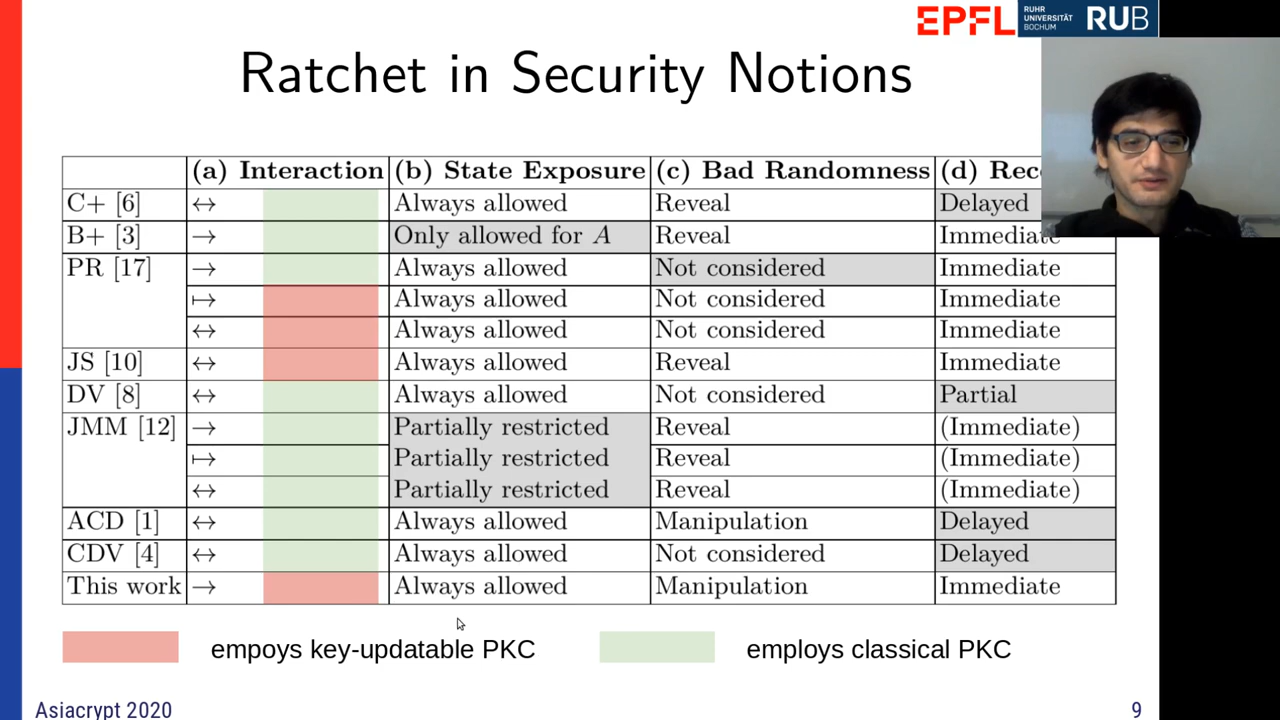 EPFL RUHR UNIVERSITÄT BOCHUM RUB
Ratchet in Security Notions
(a) Interaction (b) State Exposure (c) Bad Randomness (d)
C+ [6] ↔ Always allowed Reveal Delayed
B+ [3] → Only allowed for A Reveal Immediate
PR [17] → Always allowed Not considered Immediate
↦ Always allowed Not considered Immediate
↔ Always allowed Not considered Immediate
JS [10] ↔ Always allowed Reveal Immediate
DV [8] ↔ Always allowed Not considered Partial
JMM [12] → Partially restricted Reveal (Immediate)
↦ Partially restricted Reveal (Immediate)
↔ Partially restricted Reveal (Immediate)
ACD [1] ↔ Always allowed Manipulation Delayed
CDV [4] ↔ Always allowed Not considered Delayed
This work → Always allowed Manipulation Immediate
empoys key-updatable PKC employs classical PKC
Asiacrypt 2020 9